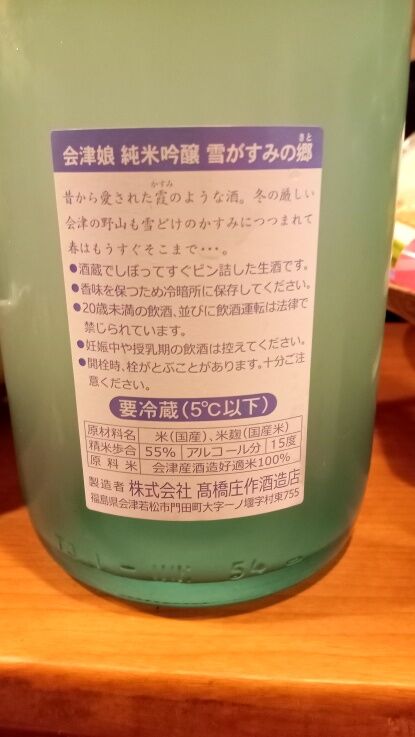 会津娘 純米吟醸 雪がすみの郷
さと
昔から愛された霞のような酒。冬の厳しい
かすみ
会津の野山も雪どけのかすみにつつまれて
春はもうすぐそこまで・・・。
●酒蔵でしぼってすぐビン詰した生酒です。
●香味を保つため冷暗所に保存してください。
●20歳未満の飲酒、並びに飲酒運転は法律で
禁じられています。
●妊娠中や授乳期の飲酒は控えてください。
●開栓時、栓がとぶことがあります。十分ご注
意ください。
要冷蔵(5℃以下)
原材料名 米(国産)、米麹(国産米)
精米歩合 55% アルコール分 15度
原料米 会津産酒造好適米100%
製造者 株式会社 髙橋庄作酒造店
福島県会津若松市門田町大字一ノ堰字村東755